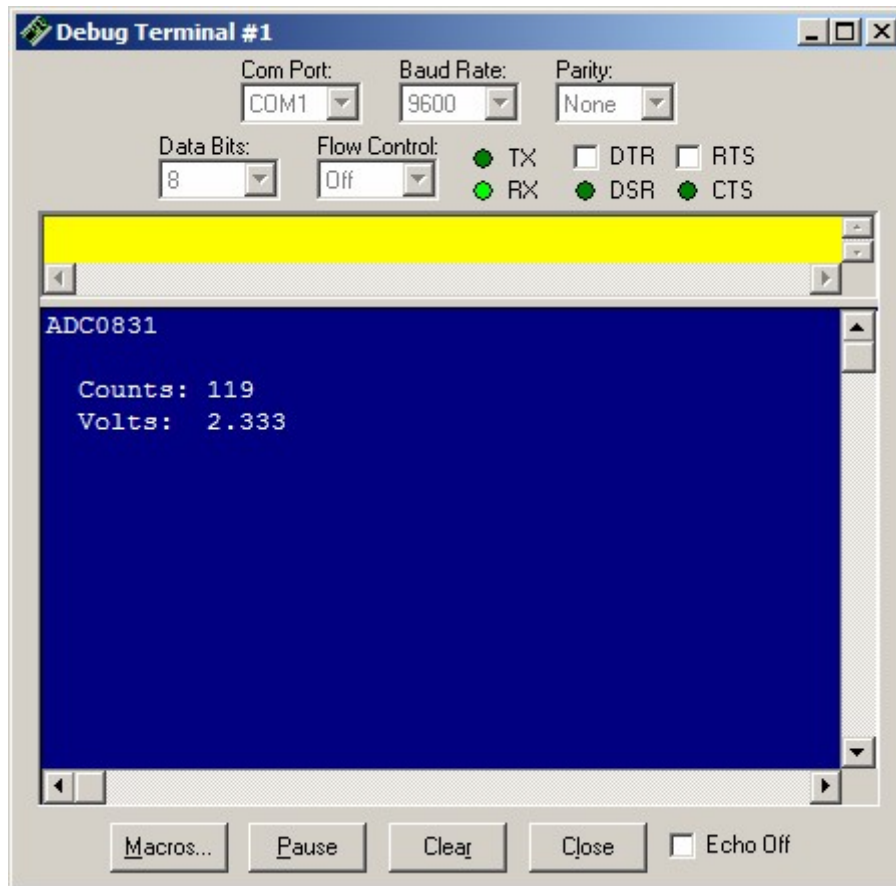 Debug Terminal #1
Com Port: Baud Rate: Parity:
COM1 9600 None
Data Bits: Flow Control: TX DTR RTS
8 Off RX DSR CTS
ADC0831
Counts: 119
Volts: 2.333
Macros... Pause Clear Close Echo Off